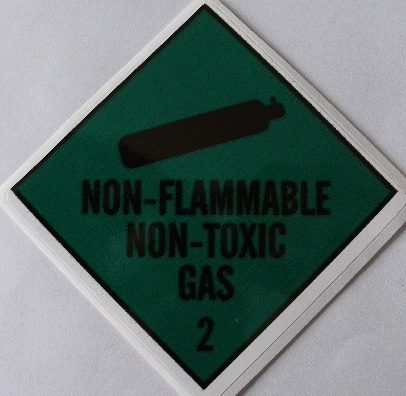 NON-FLAMMABLE
NON-TOXIC
GAS
2